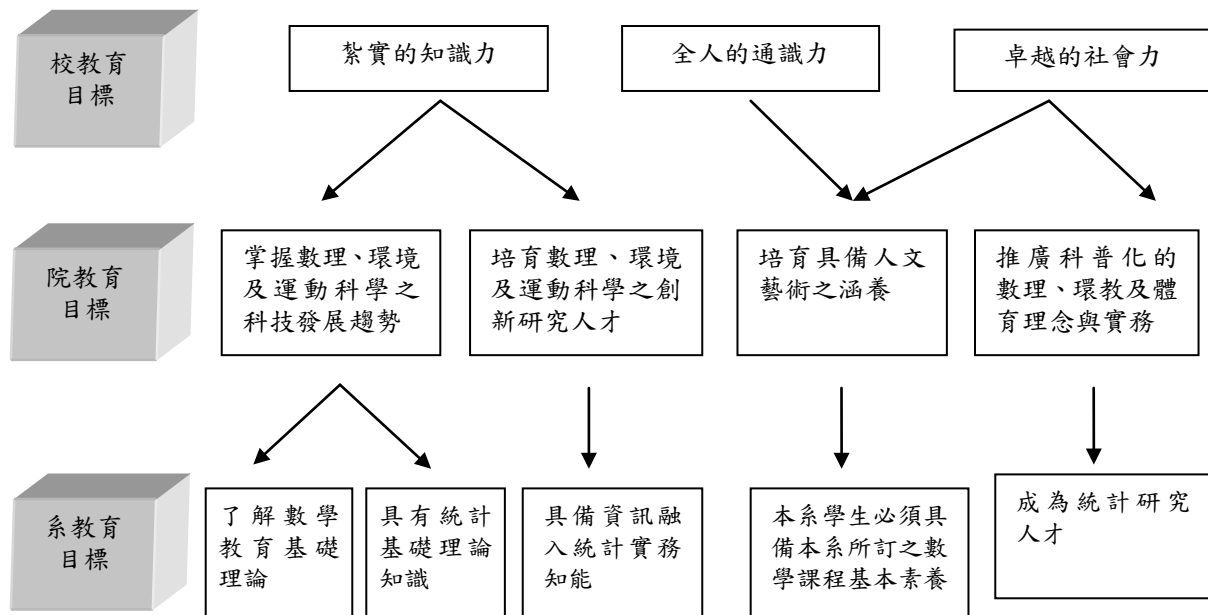 校教育
目標
紮實的知識力
全人的通識力
卓越的社會力
院教育
目標
掌握數理、環境
及運動科學之
科技發展趨勢
培育數理、環境
及運動科學之創
新研究人才
培育具備人文
藝術之涵養
推廣科普化的
數理、環教及體
育理念與實務
系教育
目標
了解數學
教育基礎
理論
具有統計
基礎理論
知識
具備資訊融
入統計實務
知能
本系學生必須具
備本系所訂之數
學課程基本素養
成為統計研究
人才